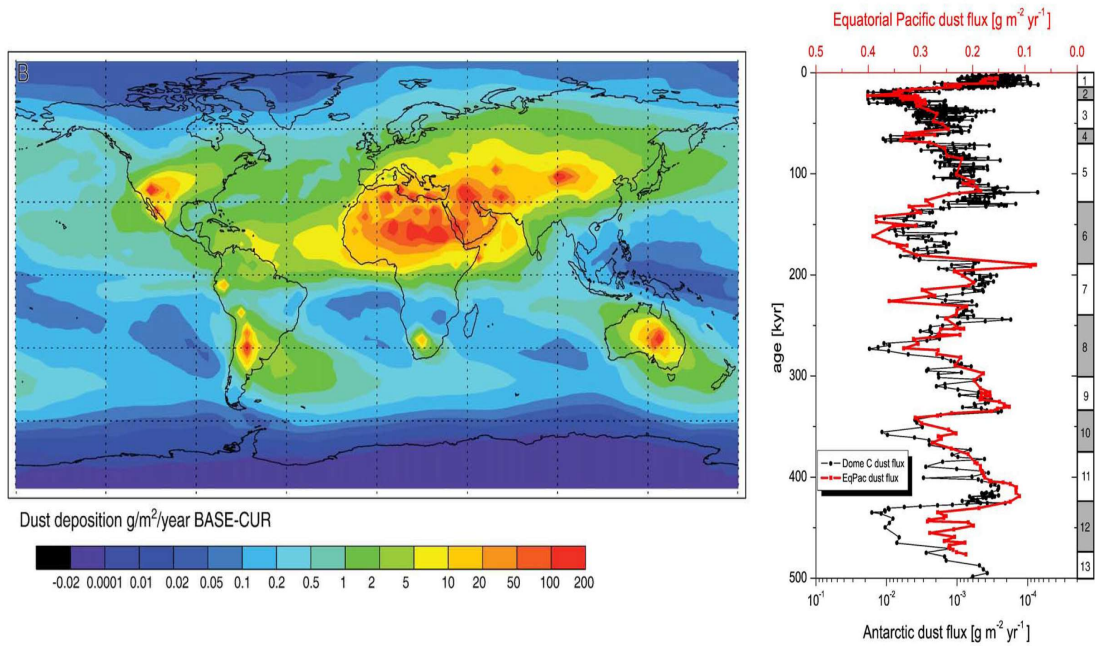 B
Dust deposition g/m²/year BASE-CUR
-0.02 0.0001 0.01 0.02 0.05 0.1 0.2 0.5 1 2 5 10 20 50 100 200
Equatorial Pacific dust flux [g m⁻² yr⁻¹]
0.5 0.4 0.3 0.2 0.1 0.0
0
100
200
300
400
500
age [kyr]
1
2
3
4
5
6
7
8
9
10
11
12
13
Dome C dust flux
EqPac dust flux
10⁻¹ 10⁻² 10⁻³ 10⁻⁴
Antarctic dust flux [g m⁻² yr⁻¹]